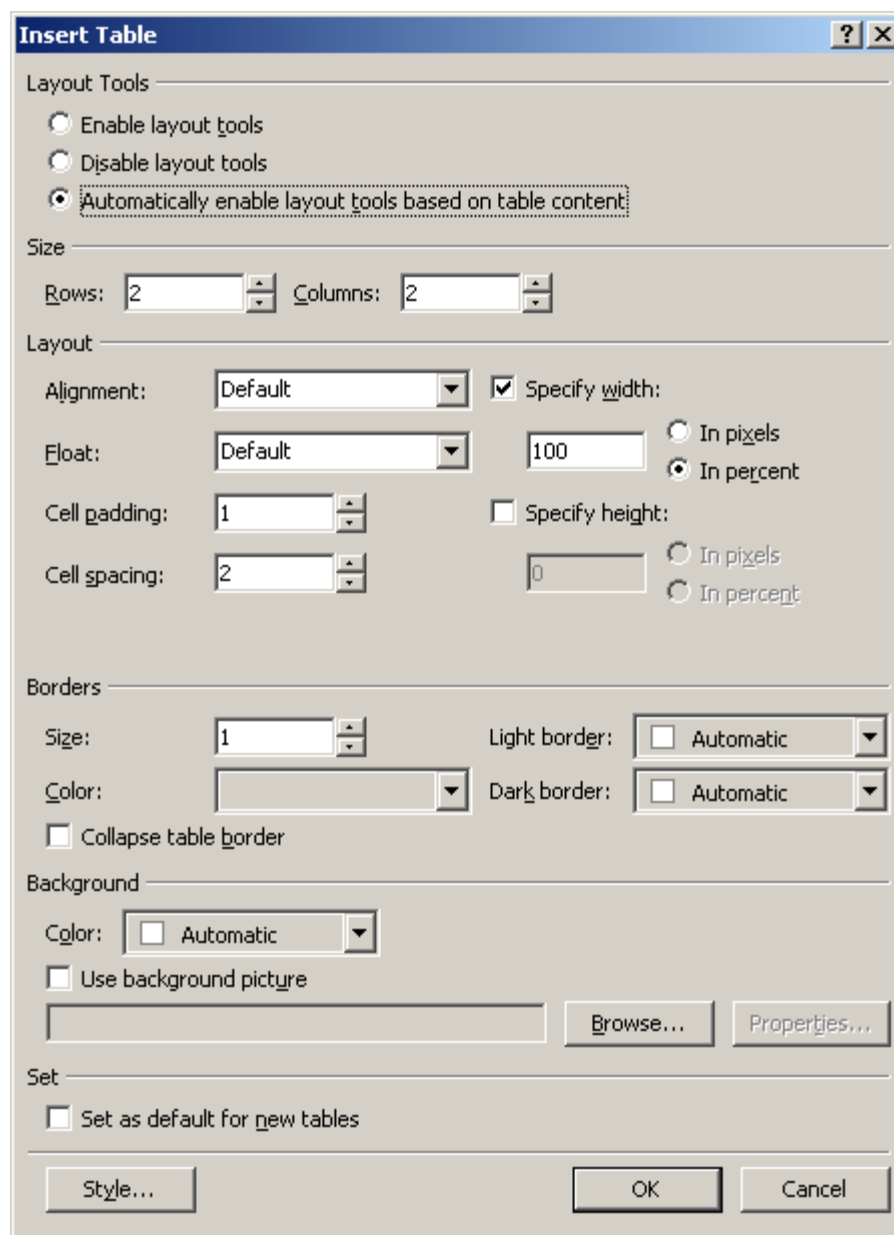 Insert Table
Layout Tools
Enable layout tools
Disable layout tools
Automatically enable layout tools based on table content
Size
Rows: 2 Columns: 2
Layout
Alignment: Default Specify width:
Float: Default 100 In pixels
In percent
Cell padding: 1 Specify height:
Cell spacing: 2 0 In pixels
In percent
Borders
Size: 1 Light border: Automatic
Color: Dark border: Automatic
Collapse table border
Background
Color: Automatic
Use background picture
Browse... Properties...
Set
Set as default for new tables
Style... OK Cancel